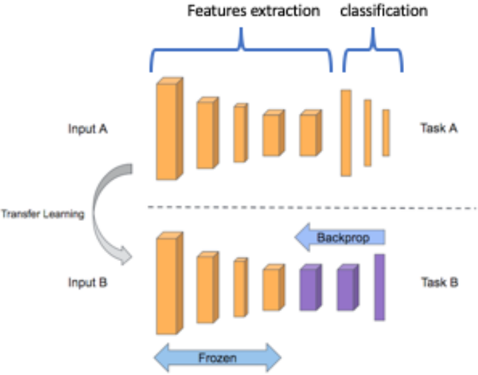 Features extraction
classification
Input A
Task A
Transfer Learning
Backprop
Input B
Task B
Frozen